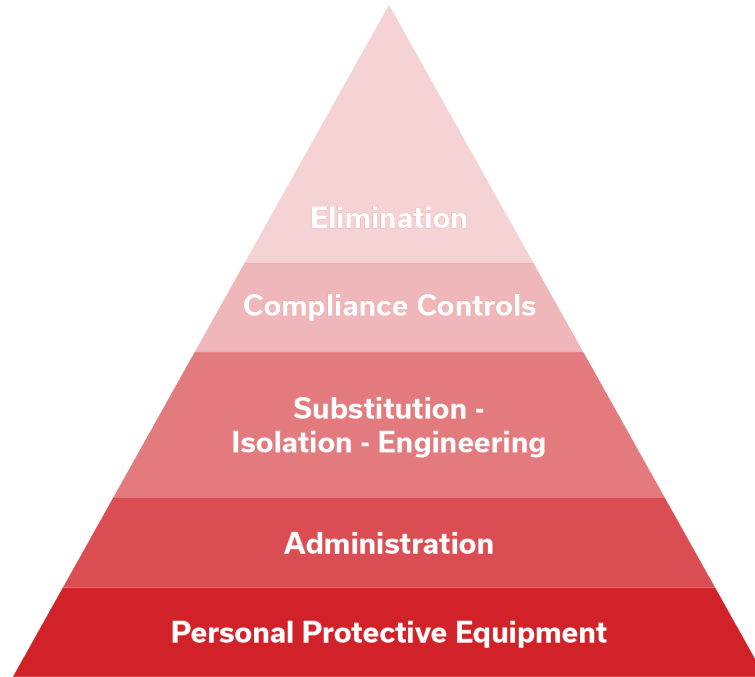 Elimination
Compliance Controls
Substitution -
Isolation - Engineering
Administration
Personal Protective Equipment